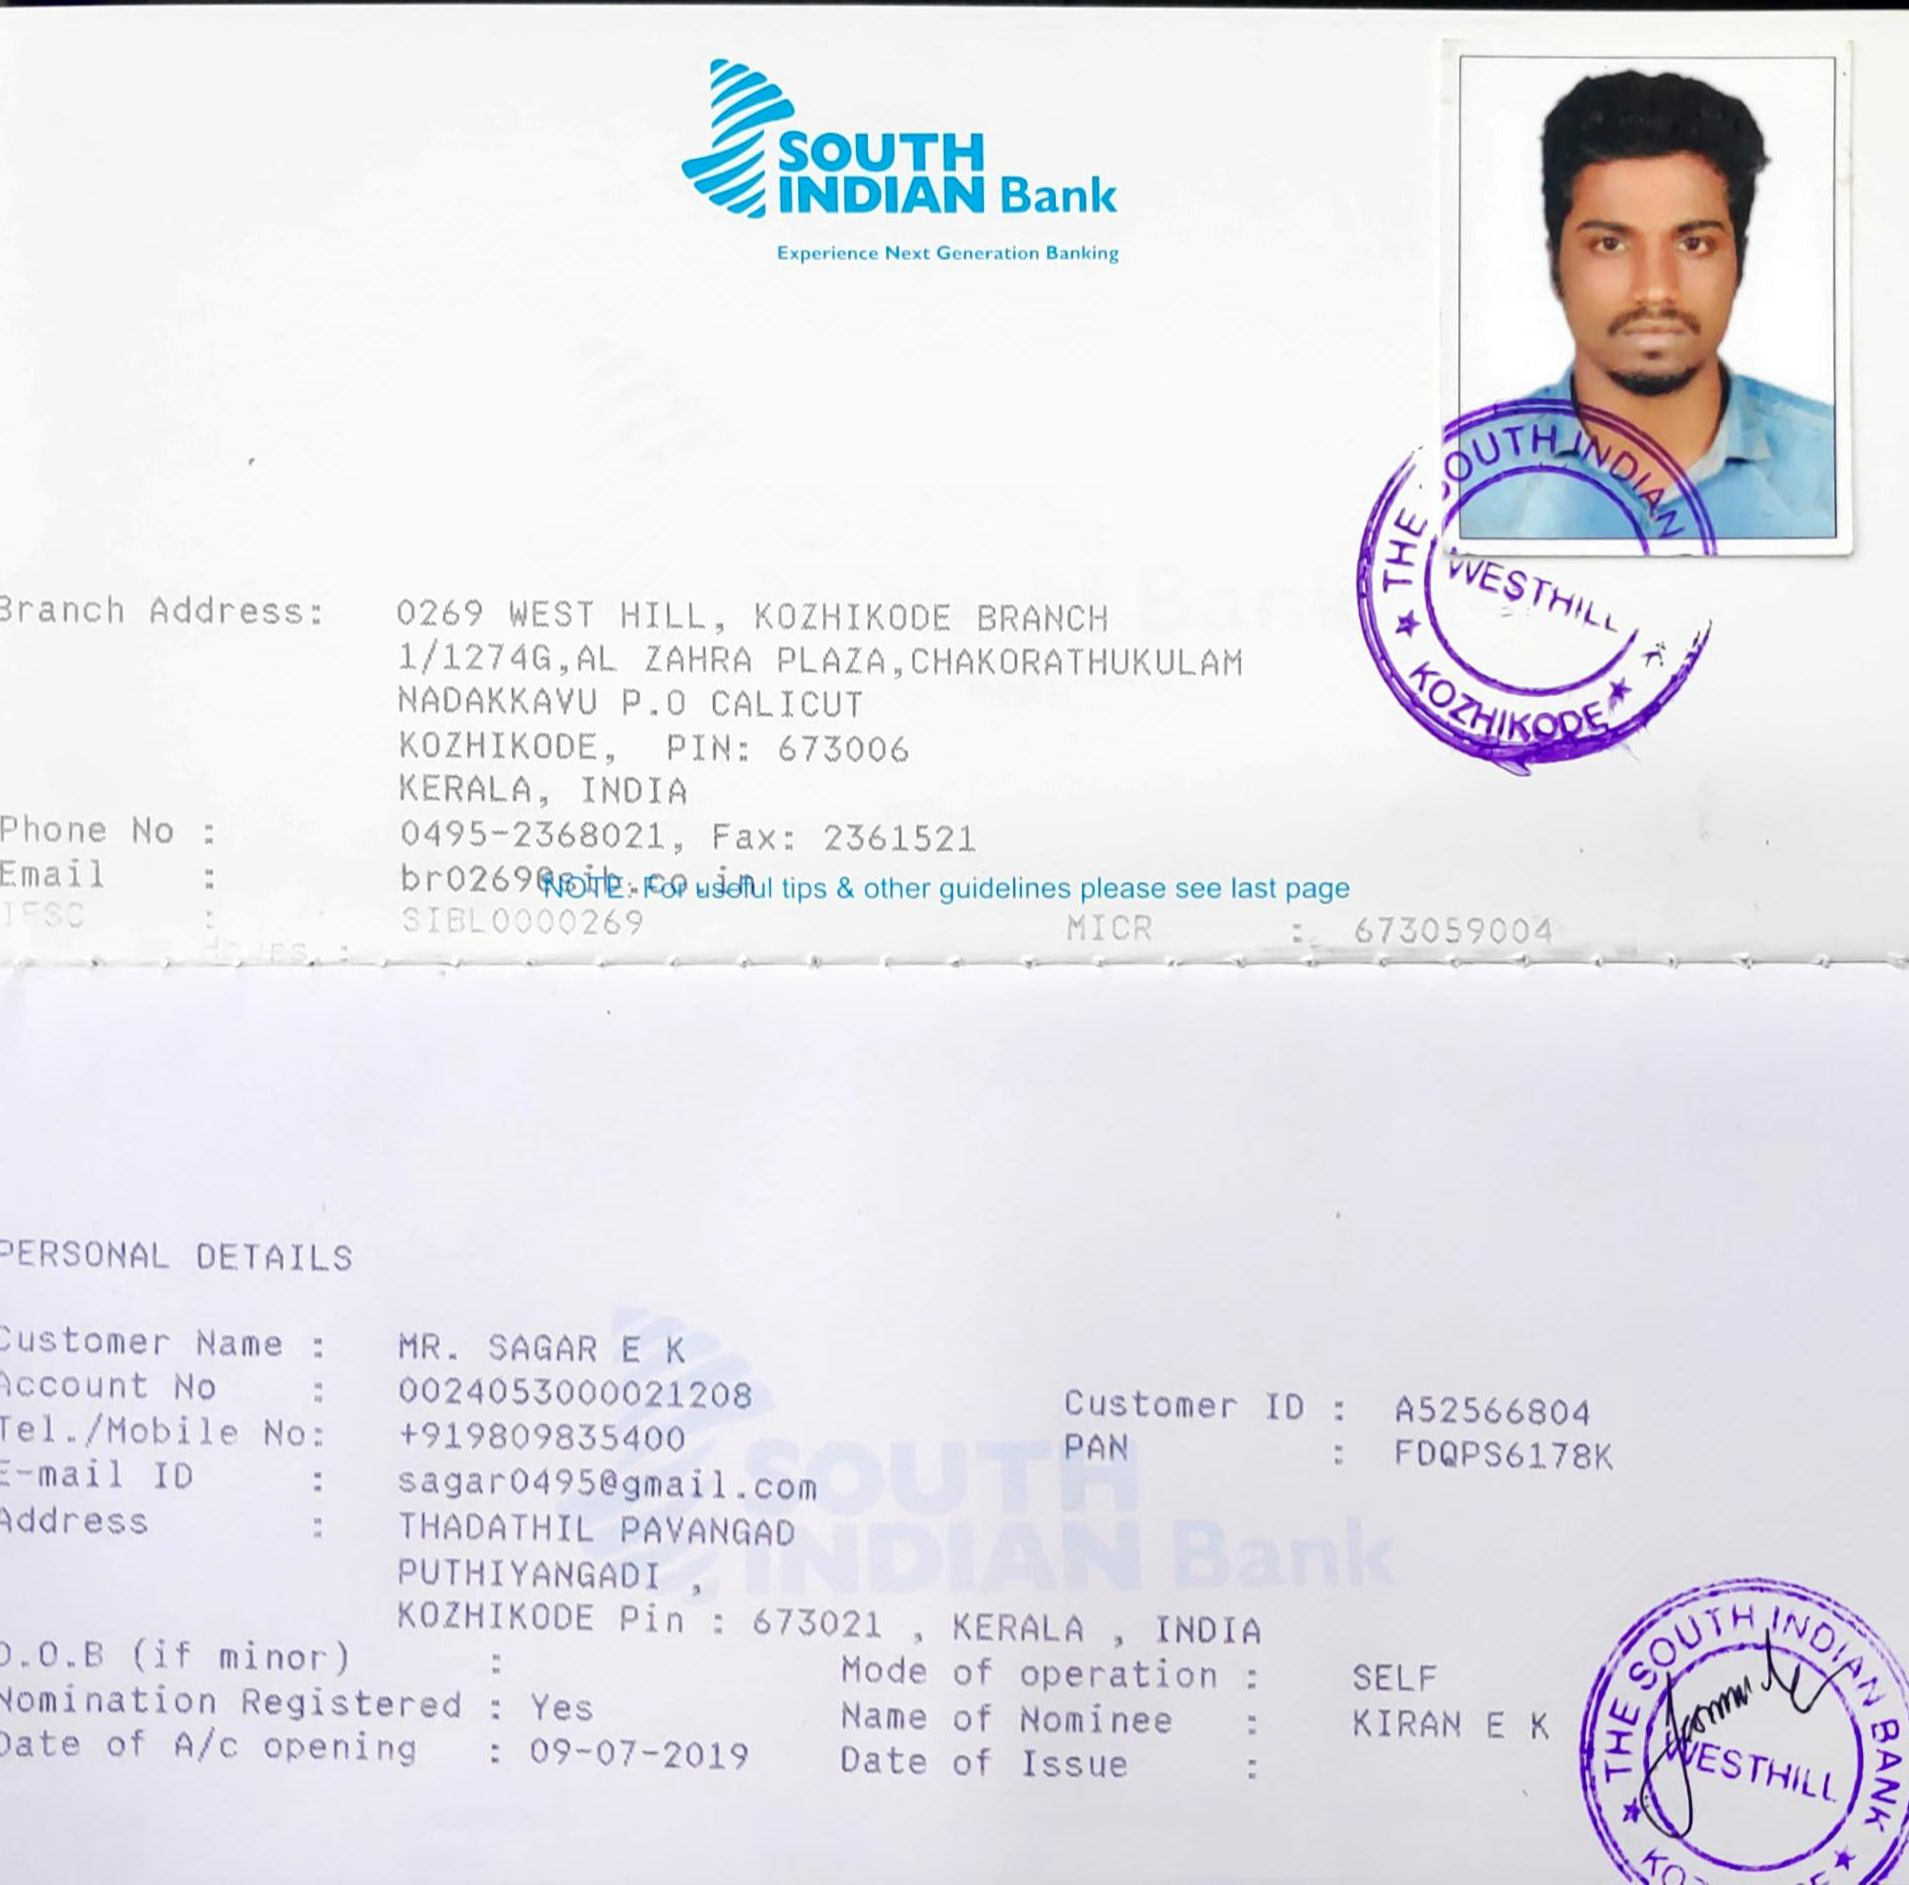 SOUTH
INDIAN Bank
Experience Next Generation Banking
THE SOUTH INDIAN
WESTHILL
KOZHIKODE
Branch Address: 0269 WEST HILL, KOZHIKODE BRANCH
1/1274G,AL ZAHRA PLAZA,CHAKORATHUKULAM
NADAKKAVU P.O CALICUT
KOZHIKODE, PIN: 673006
KERALA, INDIA
Phone No : 0495-2368021, Fax: 2361521
Email : br0269@sib.co.in
NOTE: For useful tips & other guidelines please see last page
IFSC : SIBL0000269 MICR : 673059004
Hours :
PERSONAL DETAILS
Customer Name : MR. SAGAR E K
Account No : 0024053000021208 Customer ID : A52566804
Tel./Mobile No: +919809835400 PAN : FDQPS6178K
E-mail ID : sagar0495@gmail.com
Address : THADATHIL PAVANGAD
PUTHIYANGADI ,
KOZHIKODE Pin : 673021 , KERALA , INDIA
D.O.B (if minor) : Mode of operation : SELF
Nomination Registered : Yes Name of Nominee : KIRAN E K
Date of A/c opening : 09-07-2019 Date of Issue :
SOUTH
INDIAN Bank
THE SOUTH INDIAN BANK
WESTHILL